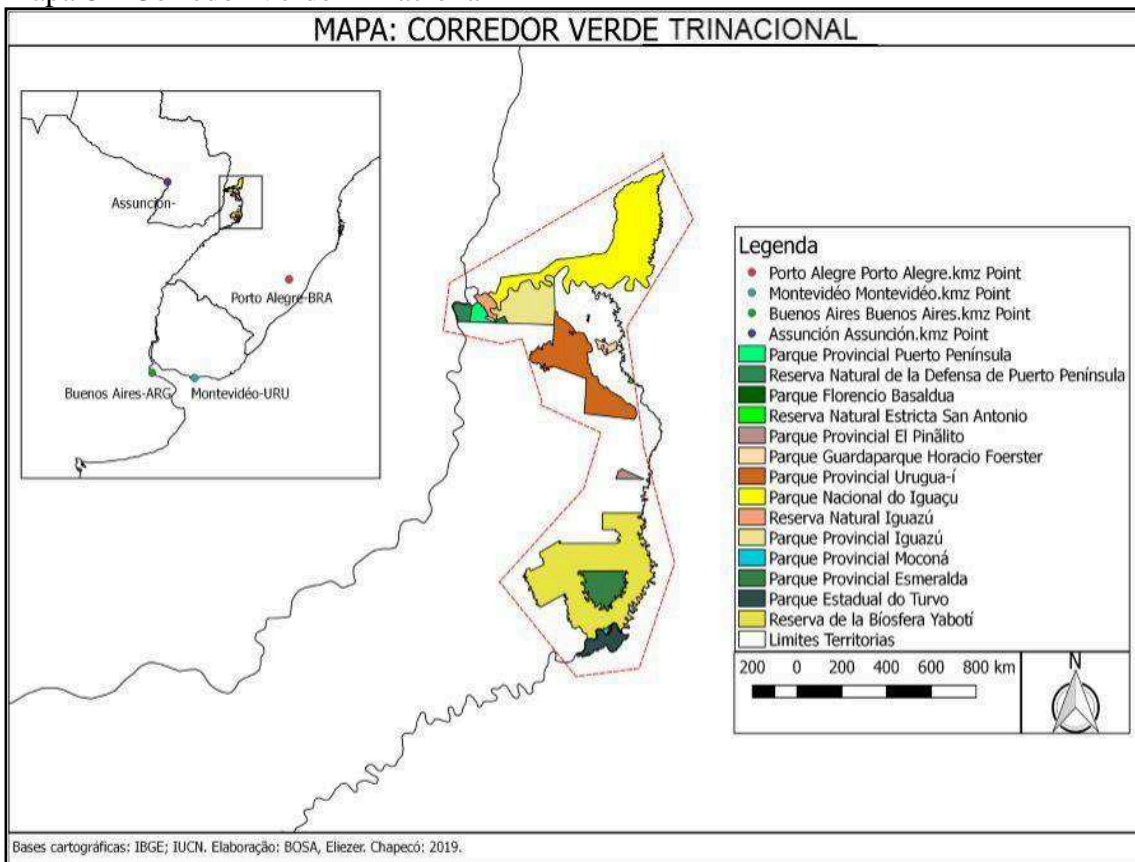 MAPA: CORREDOR VERDE TRINACIONAL
Assunción-
Porto Alegre-BRA
Buenos Aires-ARG
Montevidéo-URU
Legenda
Porto Alegre Porto Alegre.kmz Point
Montevidéo Montevidéo.kmz Point
Buenos Aires Buenos Aires.kmz Point
Assunción Assunción.kmz Point
Parque Provincial Puerto Península
Reserva Natural de la Defensa de Puerto Península
Parque Florencio Basaldua
Reserva Natural Estricta San Antonio
Parque Provincial El Pinãlito
Parque Guardaparque Horacio Foerster
Parque Provincial Urugua-í
Parque Nacional do Iguaçu
Reserva Natural Iguazú
Parque Provincial Iguazú
Parque Provincial Moconá
Parque Provincial Esmeralda
Parque Estadual do Turvo
Reserva de la Bíosfera Yabotí
Limites Territorias
200 0 200 400 600 800 km
N
Bases cartográficas: IBGE; IUCN. Elaboração: BOSA, Eliezer. Chapecó: 2019.